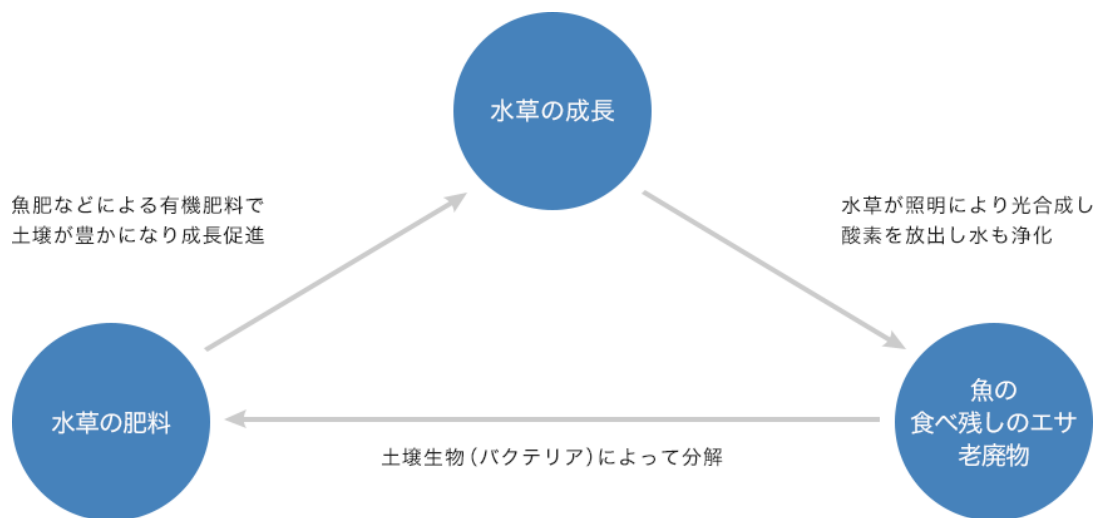 水草の成長
魚肥などによる有機肥料で
土壌が豊かになり成長促進
水草が照明により光合成し
酸素を放出し水も浄化
水草の肥料
魚の
食べ残しのエサ
老廃物
土壌生物(バクテリア)によって分解